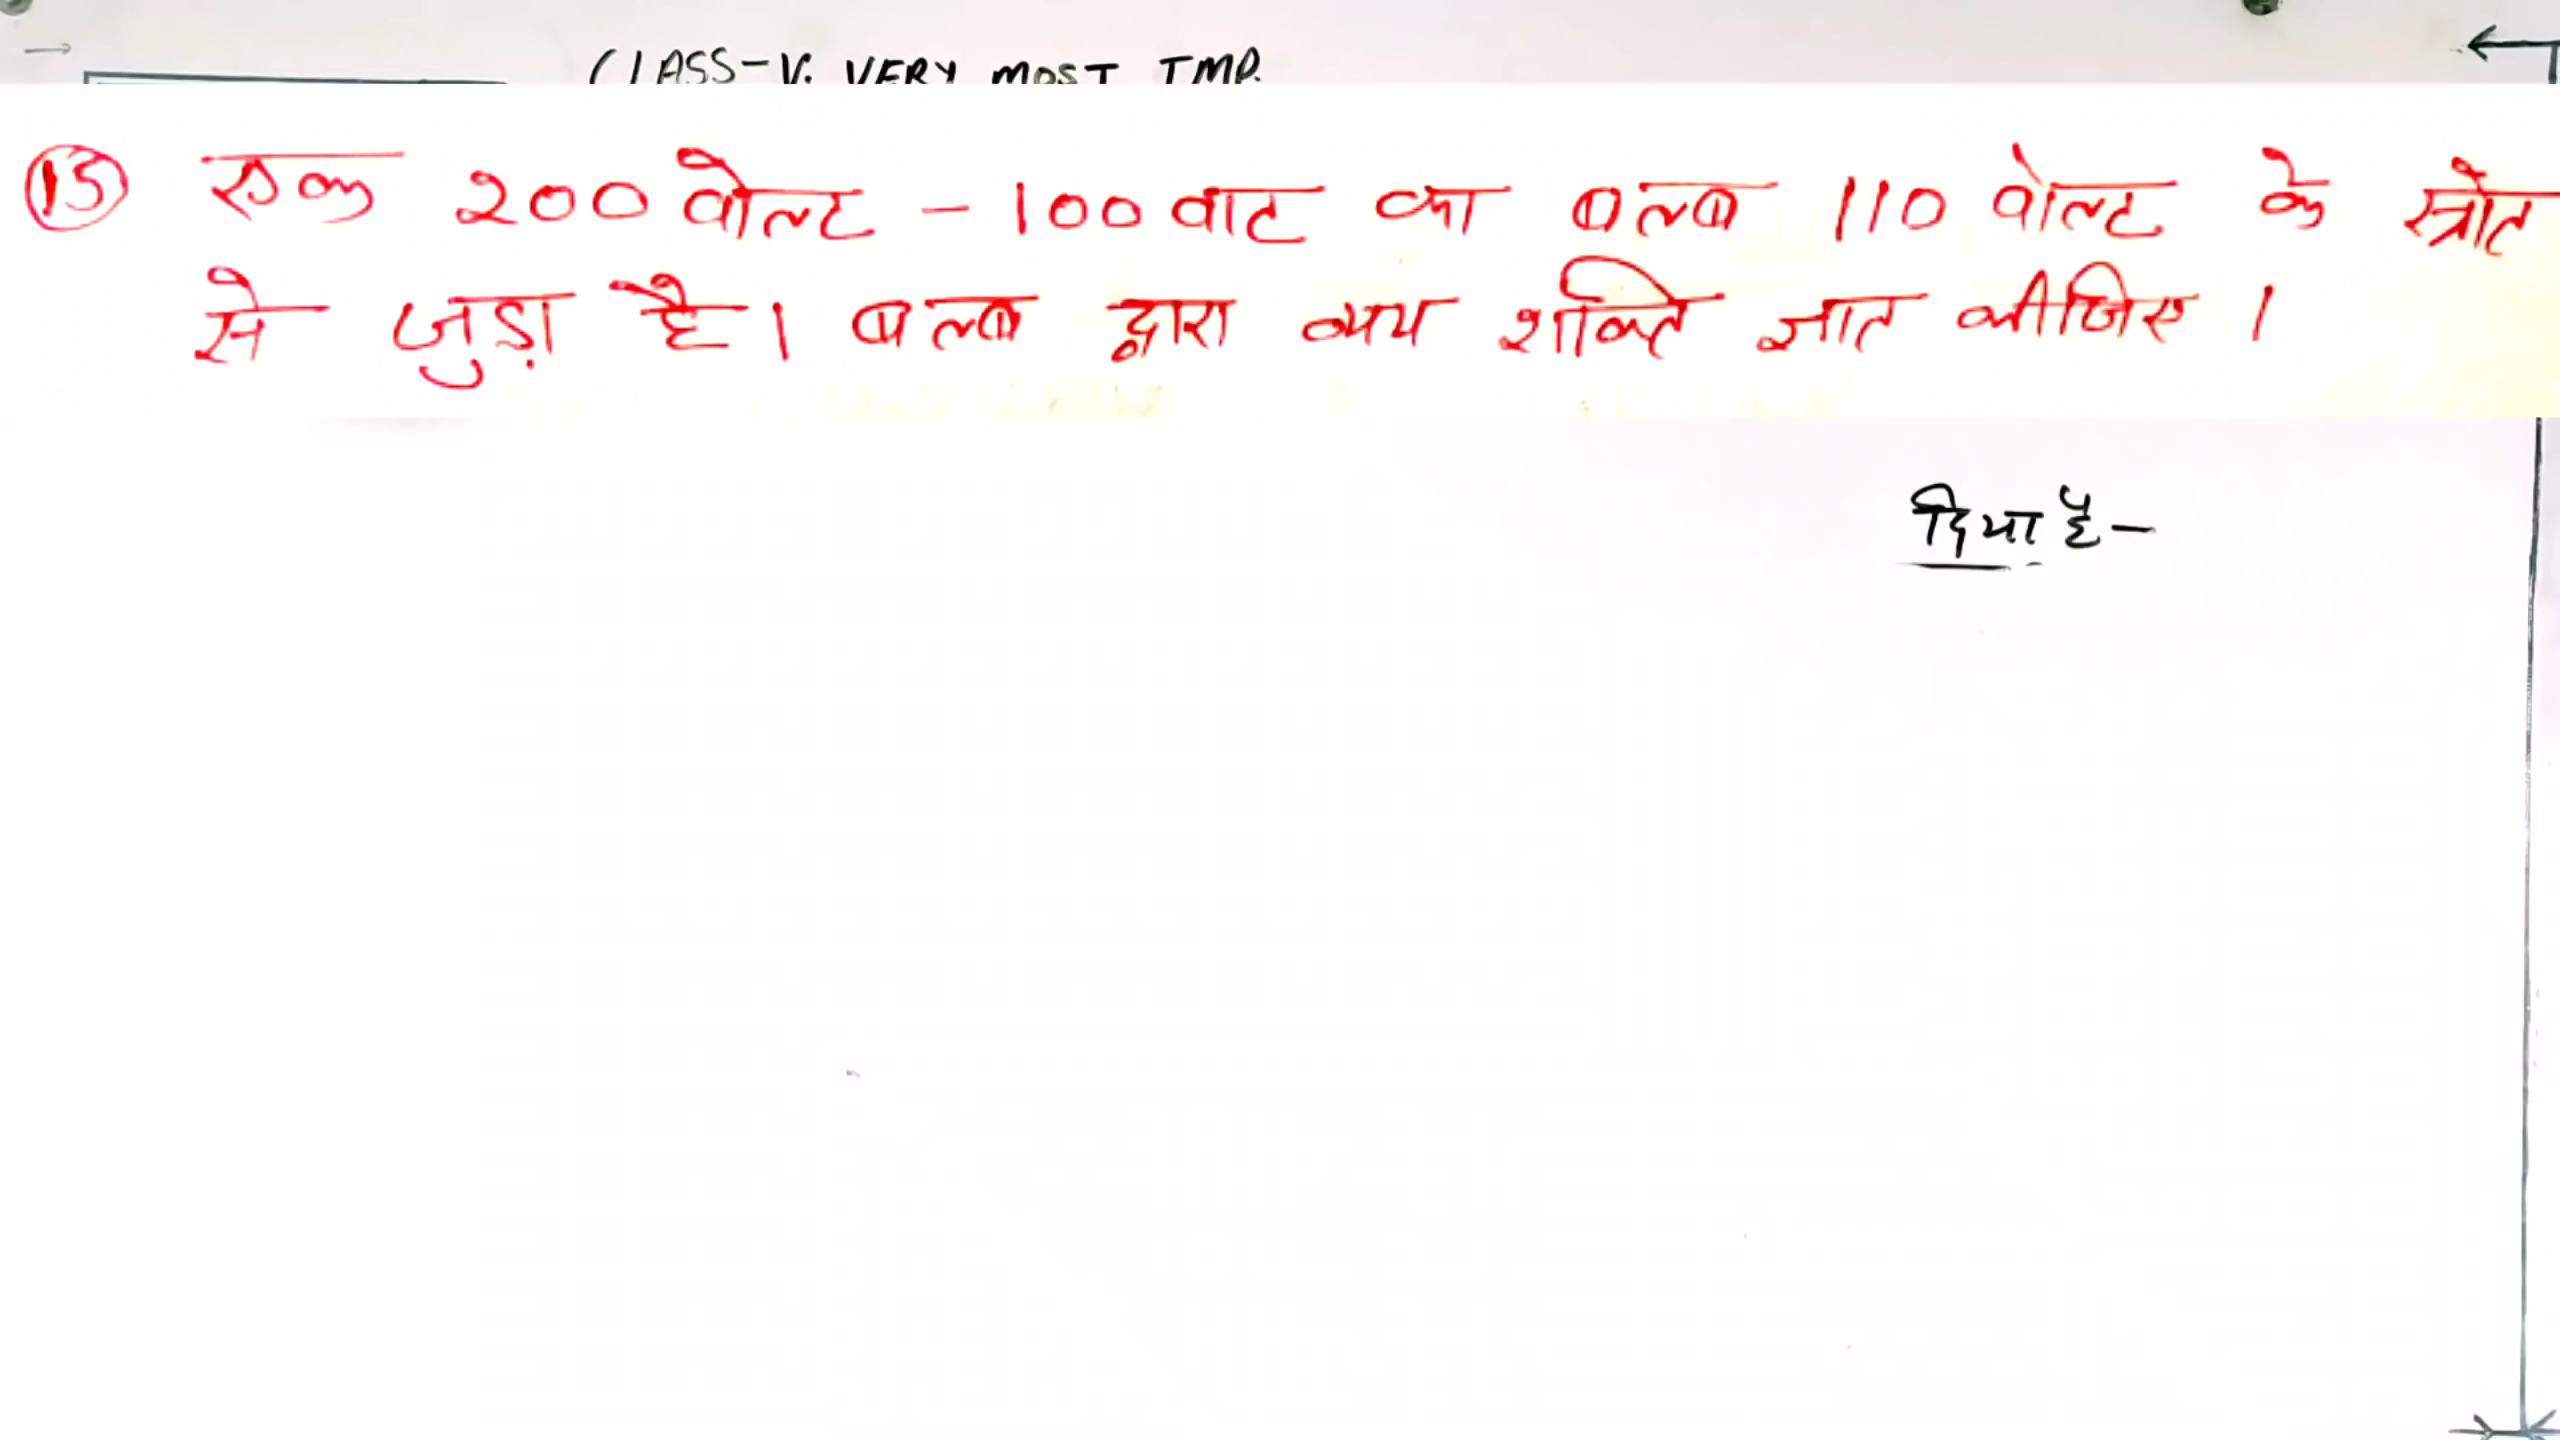 CLASS-V. VERY MOST IMP.
(15) एक 200 वोल्ट - 100 वाट का बल्ब 110 वोल्ट के स्त्रोत
से जुड़ा है। बल्ब द्वारा व्यय शक्ति ज्ञात कीजिए ।
दिया है-